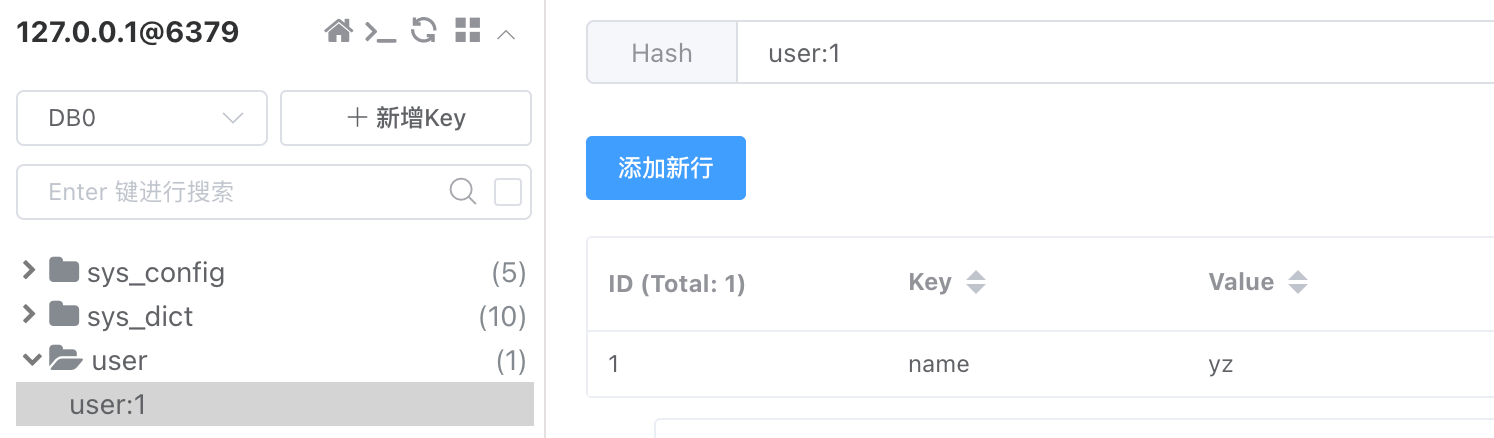 127.0.0.1@6379
DB0
新增Key
Enter 键进行搜索
sys_config (5)
sys_dict (10)
user (1)
user:1
Hash user:1
添加新行
ID (Total: 1) Key Value
1 name yz